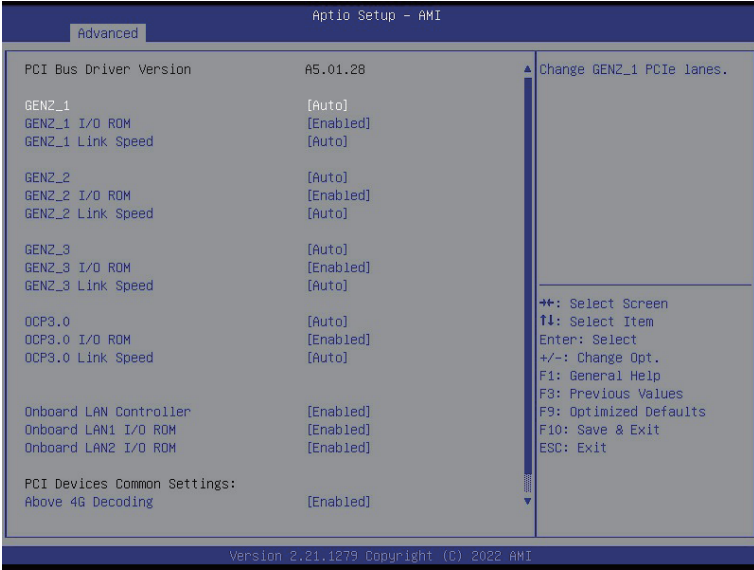 Aptio Setup – AMI
Advanced
PCI Bus Driver Version A5.01.28
GENZ_1 [Auto]
GENZ_1 I/O ROM [Enabled]
GENZ_1 Link Speed [Auto]
GENZ_2 [Auto]
GENZ_2 I/O ROM [Enabled]
GENZ_2 Link Speed [Auto]
GENZ_3 [Auto]
GENZ_3 I/O ROM [Enabled]
GENZ_3 Link Speed [Auto]
OCP3.0 [Auto]
OCP3.0 I/O ROM [Enabled]
OCP3.0 Link Speed [Auto]
Onboard LAN Controller [Enabled]
Onboard LAN1 I/O ROM [Enabled]
Onboard LAN2 I/O ROM [Enabled]
PCI Devices Common Settings:
Above 4G Decoding [Enabled]
Change GENZ_1 PCIe lanes.
→←: Select Screen
↑↓: Select Item
Enter: Select
+/-: Change Opt.
F1: General Help
F3: Previous Values
F9: Optimized Defaults
F10: Save & Exit
ESC: Exit
Version 2.21.1279 Copyright (C) 2022 AMI